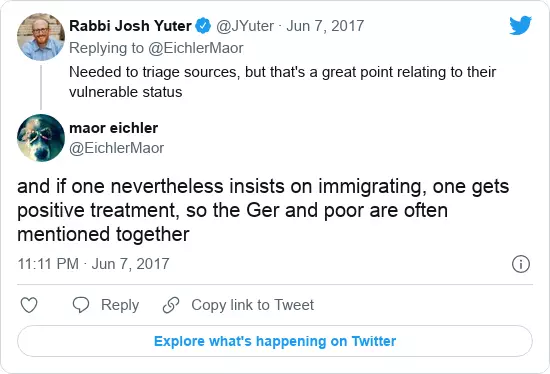 Rabbi Josh Yuter @JYuter · Jun 7, 2017
Replying to @EichlerMaor
Needed to triage sources, but that's a great point relating to their
vulnerable status
maor eichler
@EichlerMaor
and if one nevertheless insists on immigrating, one gets
positive treatment, so the Ger and poor are often
mentioned together
11:11 PM · Jun 7, 2017
Reply Copy link to Tweet
Explore what's happening on Twitter